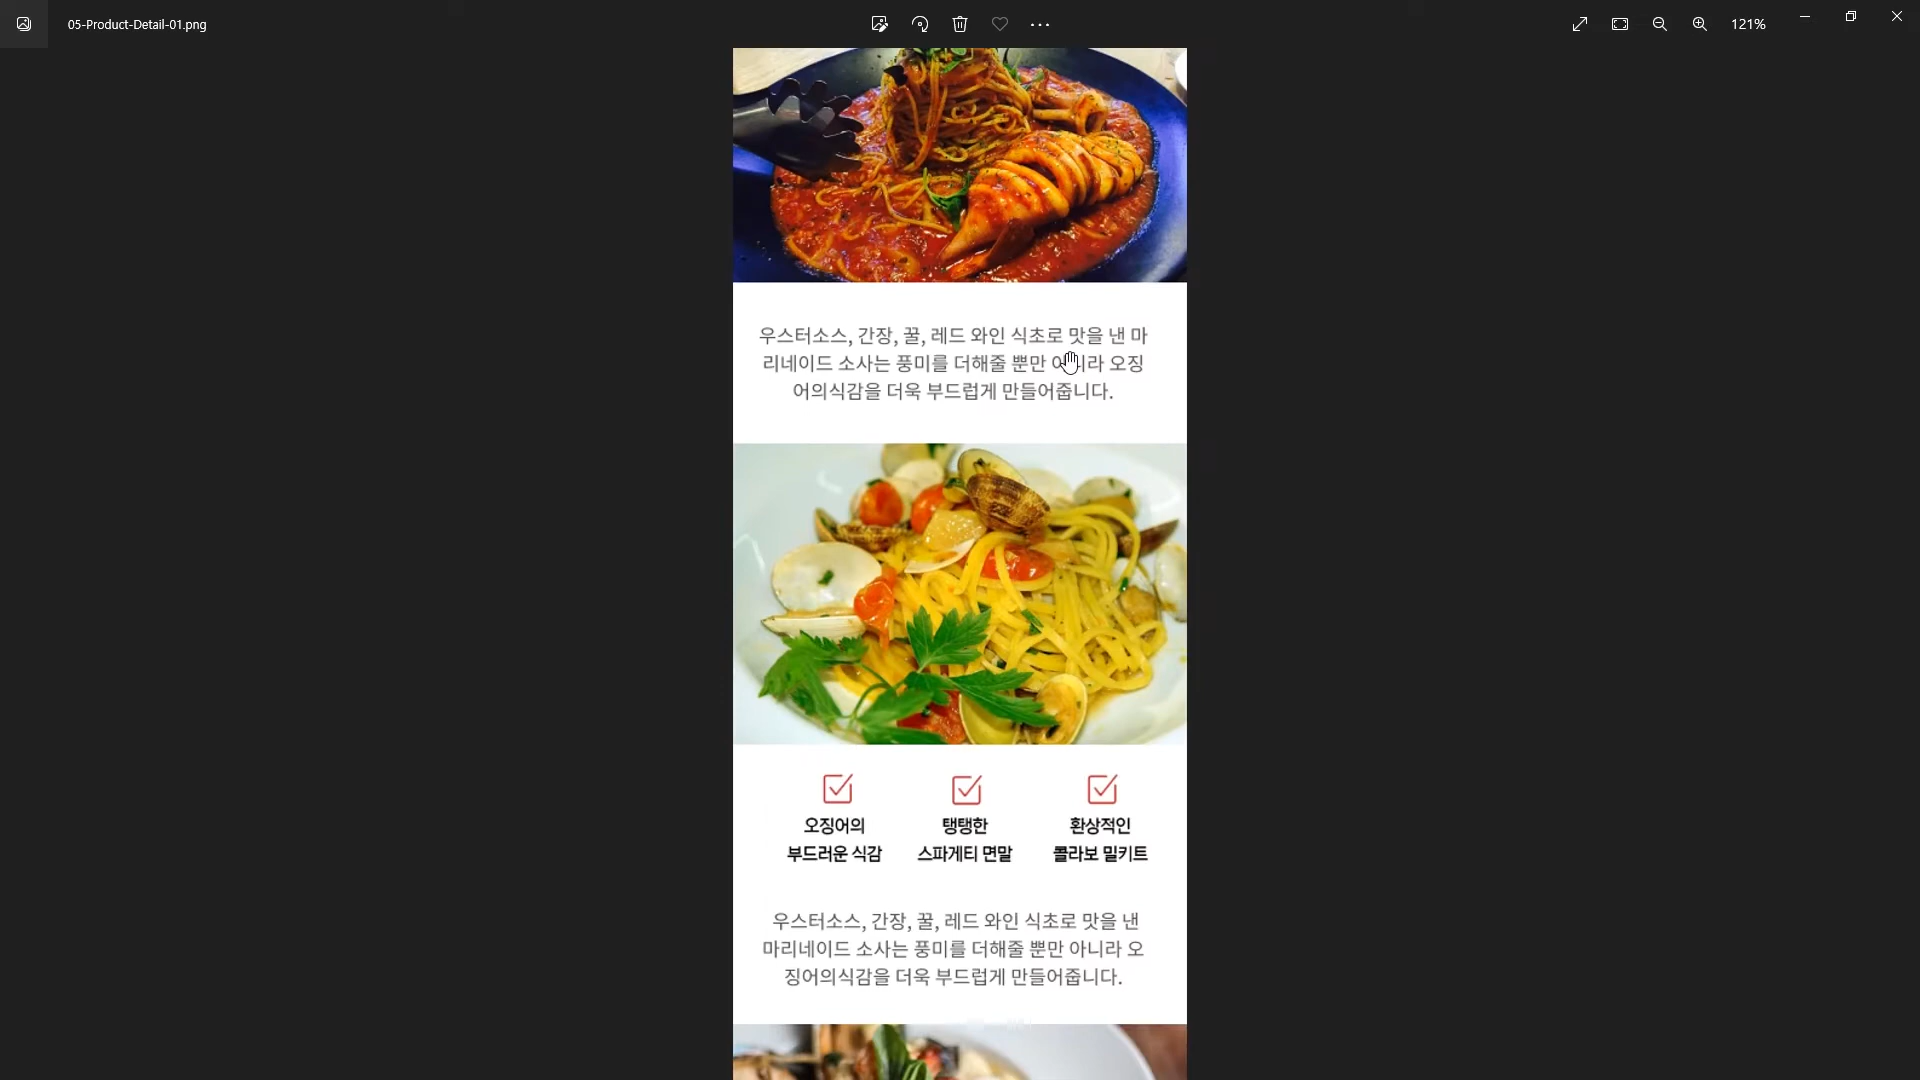 05-Product-Detail-01.png
121%
우스터소스, 간장, 꿀, 레드 와인 식초로 맛을 낸 마
리네이드 소사는 풍미를 더해줄 뿐만 아니라 오징
어의식감을 더욱 부드럽게 만들어줍니다.
오징어의 탱탱한 환상적인
부드러운 식감 스파게티 면말 콜라보 밀키트
우스터소스, 간장, 꿀, 레드 와인 식초로 맛을 낸
마리네이드 소사는 풍미를 더해줄 뿐만 아니라 오
징어의식감을 더욱 부드럽게 만들어줍니다.